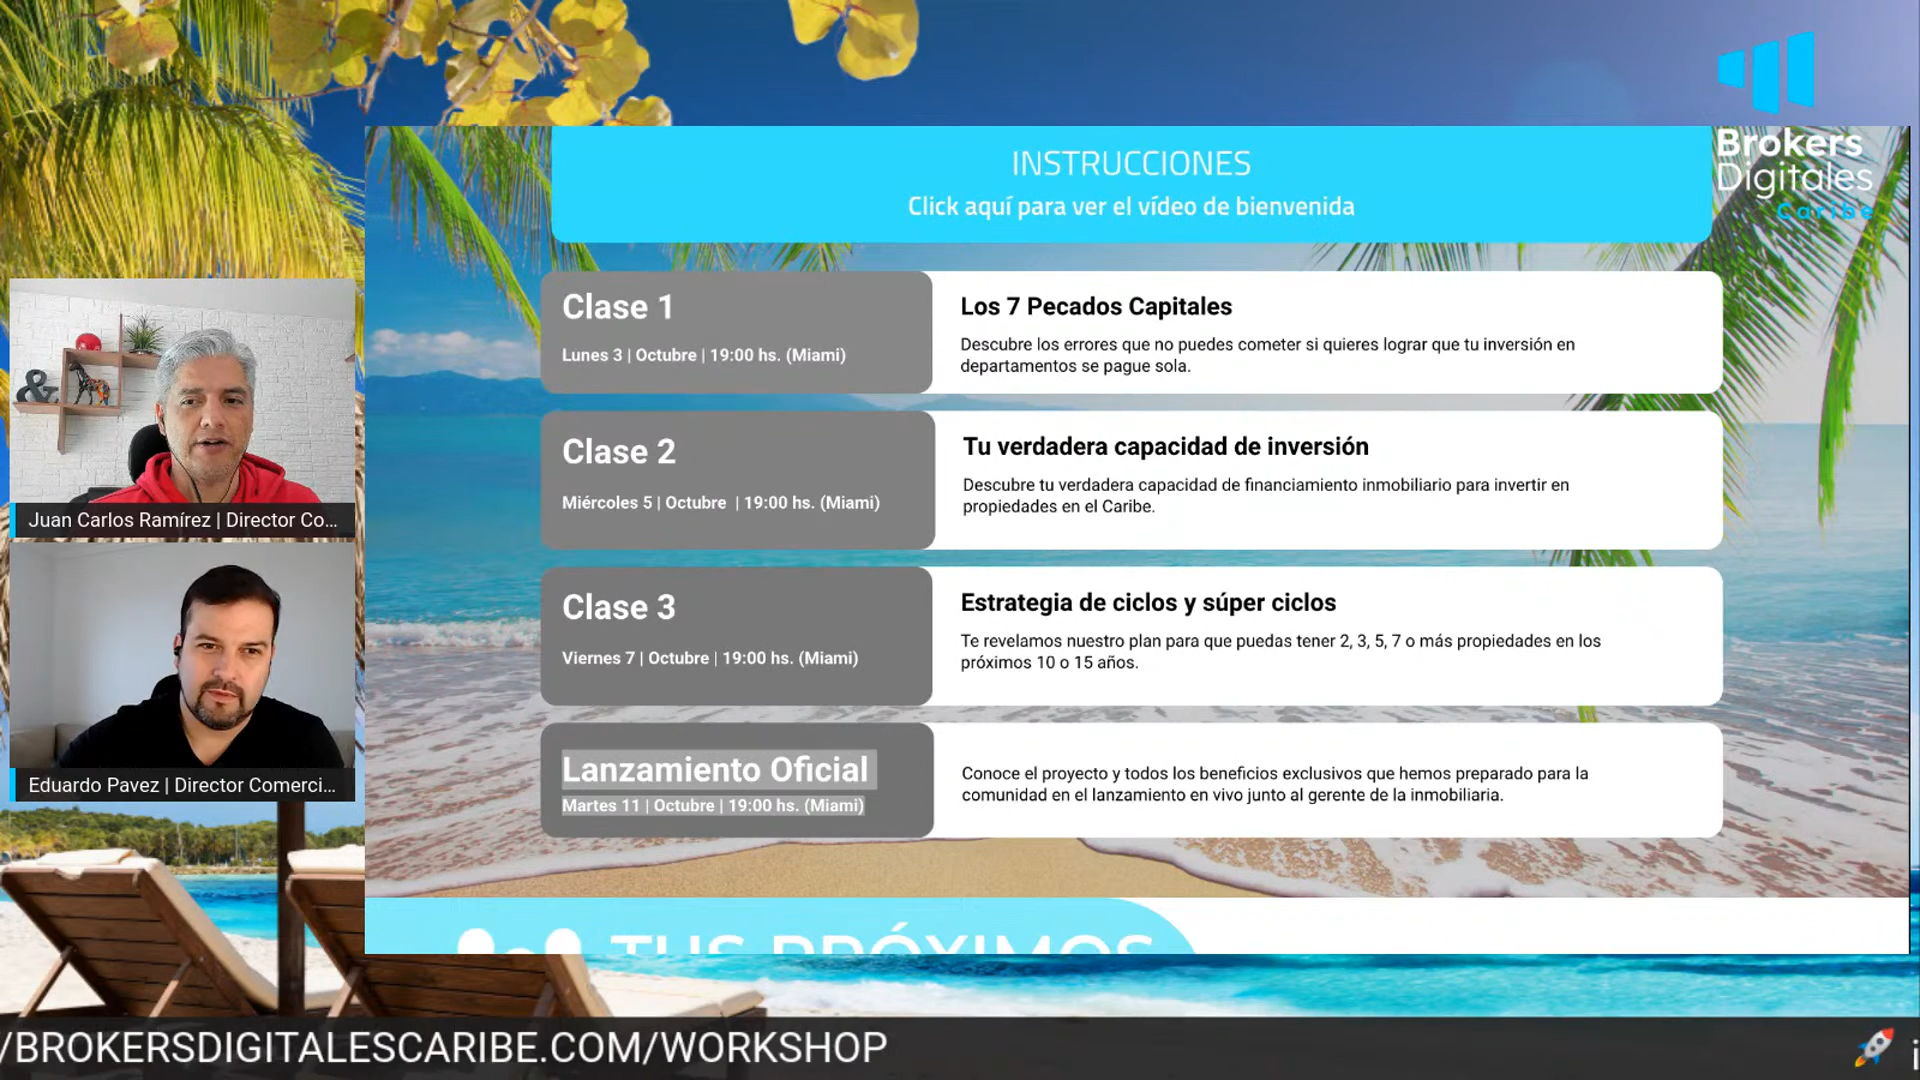 INSTRUCCIONES
Click aquí para ver el vídeo de bienvenida
Brokers
Digitales
Caribe
Clase 1
Lunes 3 | Octubre | 19:00 hs. (Miami)
Los 7 Pecados Capitales
Descubre los errores que no puedes cometer si quieres lograr que tu inversión en
departamentos se pague sola.
Clase 2
Miércoles 5 | Octubre | 19:00 hs. (Miami)
Tu verdadera capacidad de inversión
Descubre tu verdadera capacidad de financiamiento inmobiliario para invertir en
propiedades en el Caribe.
Clase 3
Viernes 7 | Octubre | 19:00 hs. (Miami)
Estrategia de ciclos y súper ciclos
Te revelamos nuestro plan para que puedas tener 2, 3, 5, 7 o más propiedades en los
próximos 10 o 15 años.
Lanzamiento Oficial
Martes 11 | Octubre | 19:00 hs. (Miami)
Conoce el proyecto y todos los beneficios exclusivos que hemos preparado para la
comunidad en el lanzamiento en vivo junto al gerente de la inmobiliaria.
TUS PRÓXIMOS
&
Juan Carlos Ramírez | Director Co...
Eduardo Pavez | Director Comerci...
/BROKERSDIGITALESCARIBE.COM/WORKSHOP